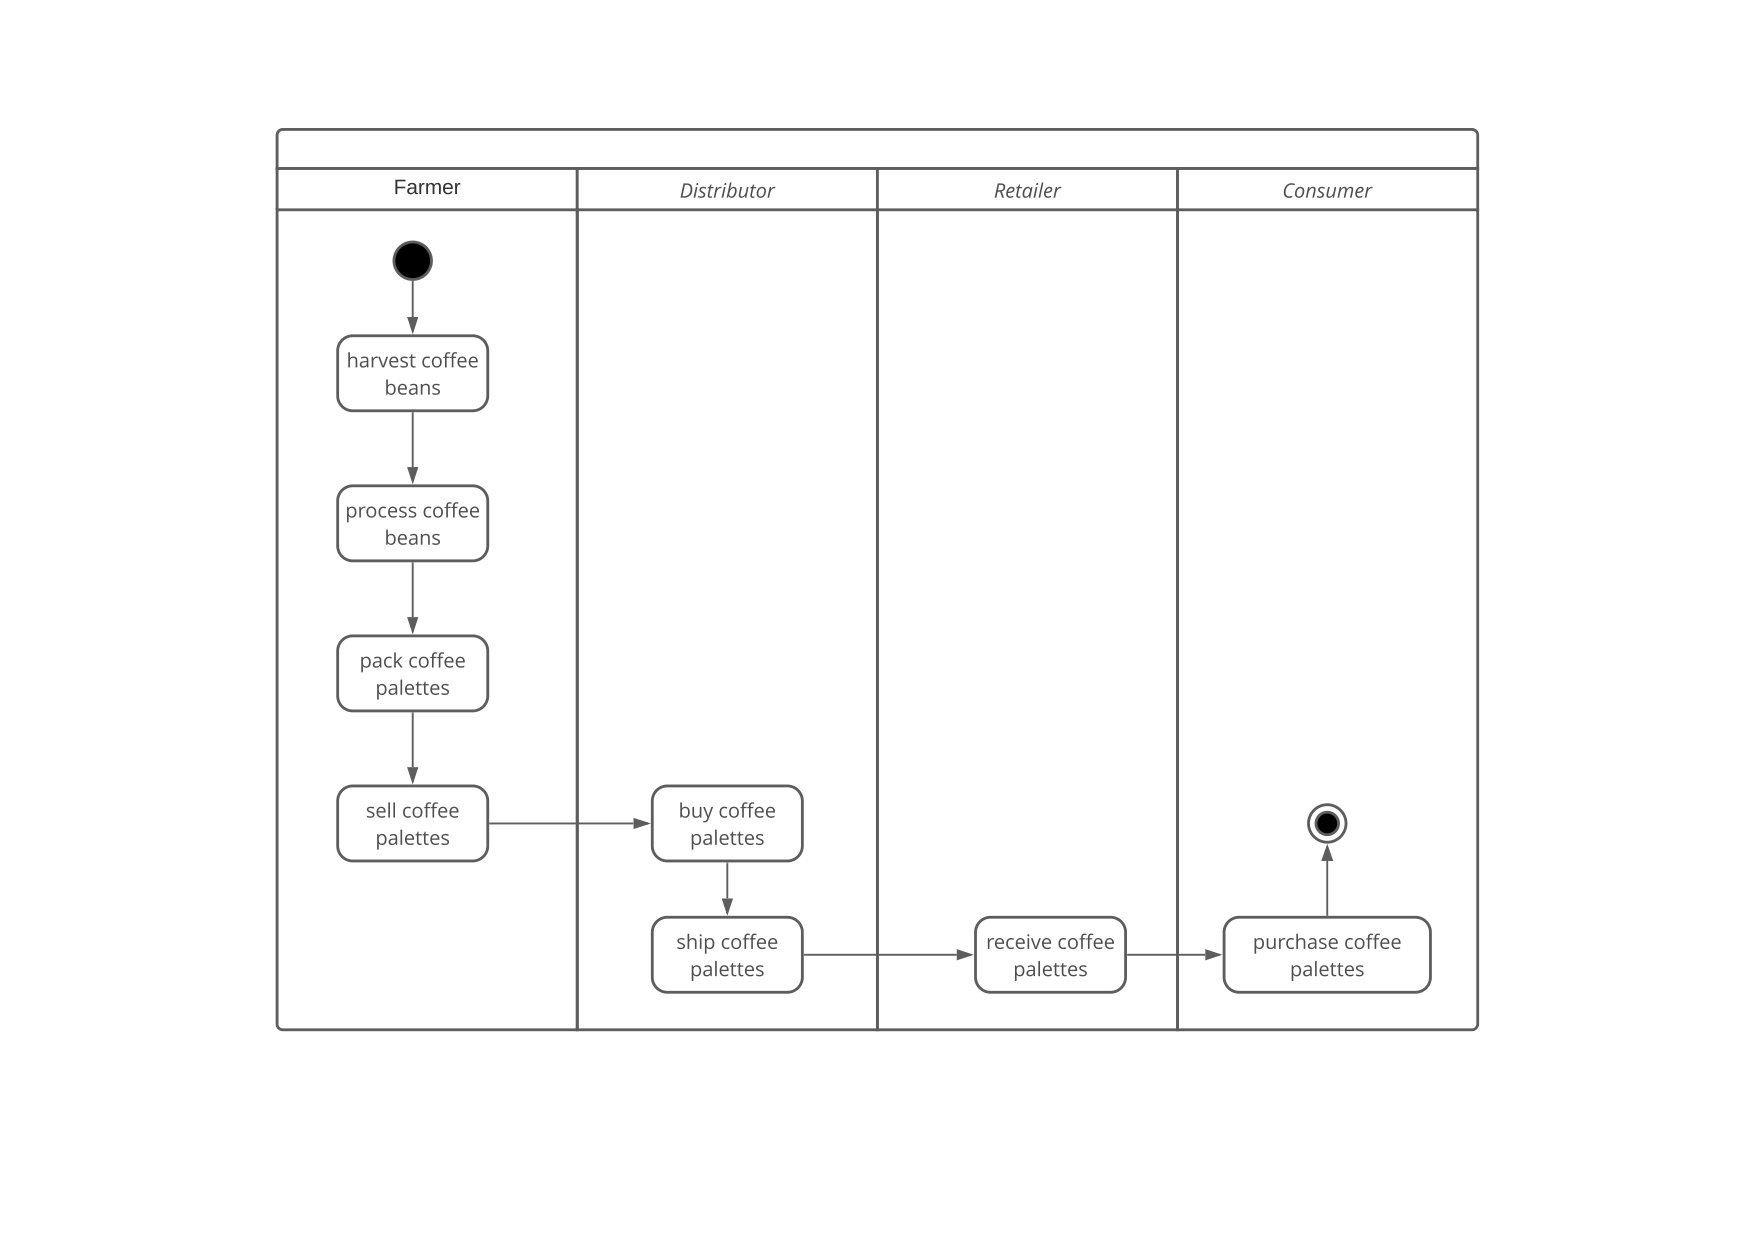 Farmer
Distributor
Retailer
Consumer
harvest coffee
beans
process coffee
beans
pack coffee
palettes
sell coffee
palettes
buy coffee
palettes
ship coffee
palettes
receive coffee
palettes
purchase coffee
palettes